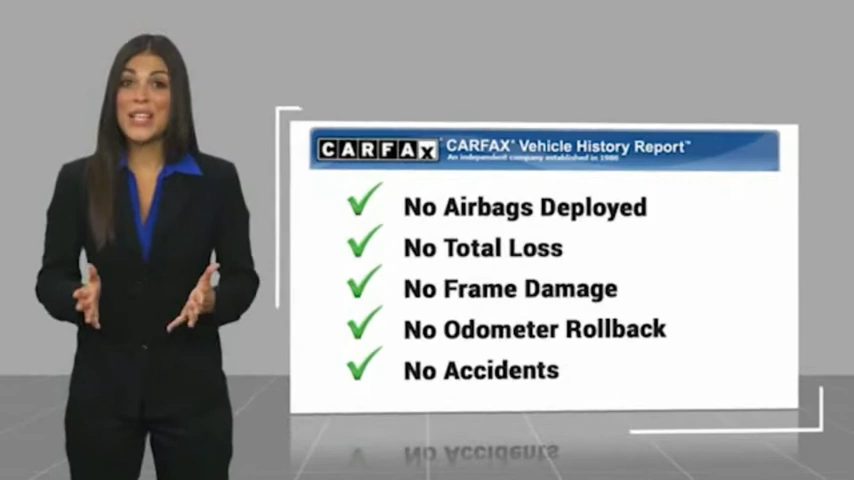 CARFAX CARFAX® Vehicle History Report™
An independent company established in 1986
No Airbags Deployed
No Total Loss
No Frame Damage
No Odometer Rollback
No Accidents
No Accidents